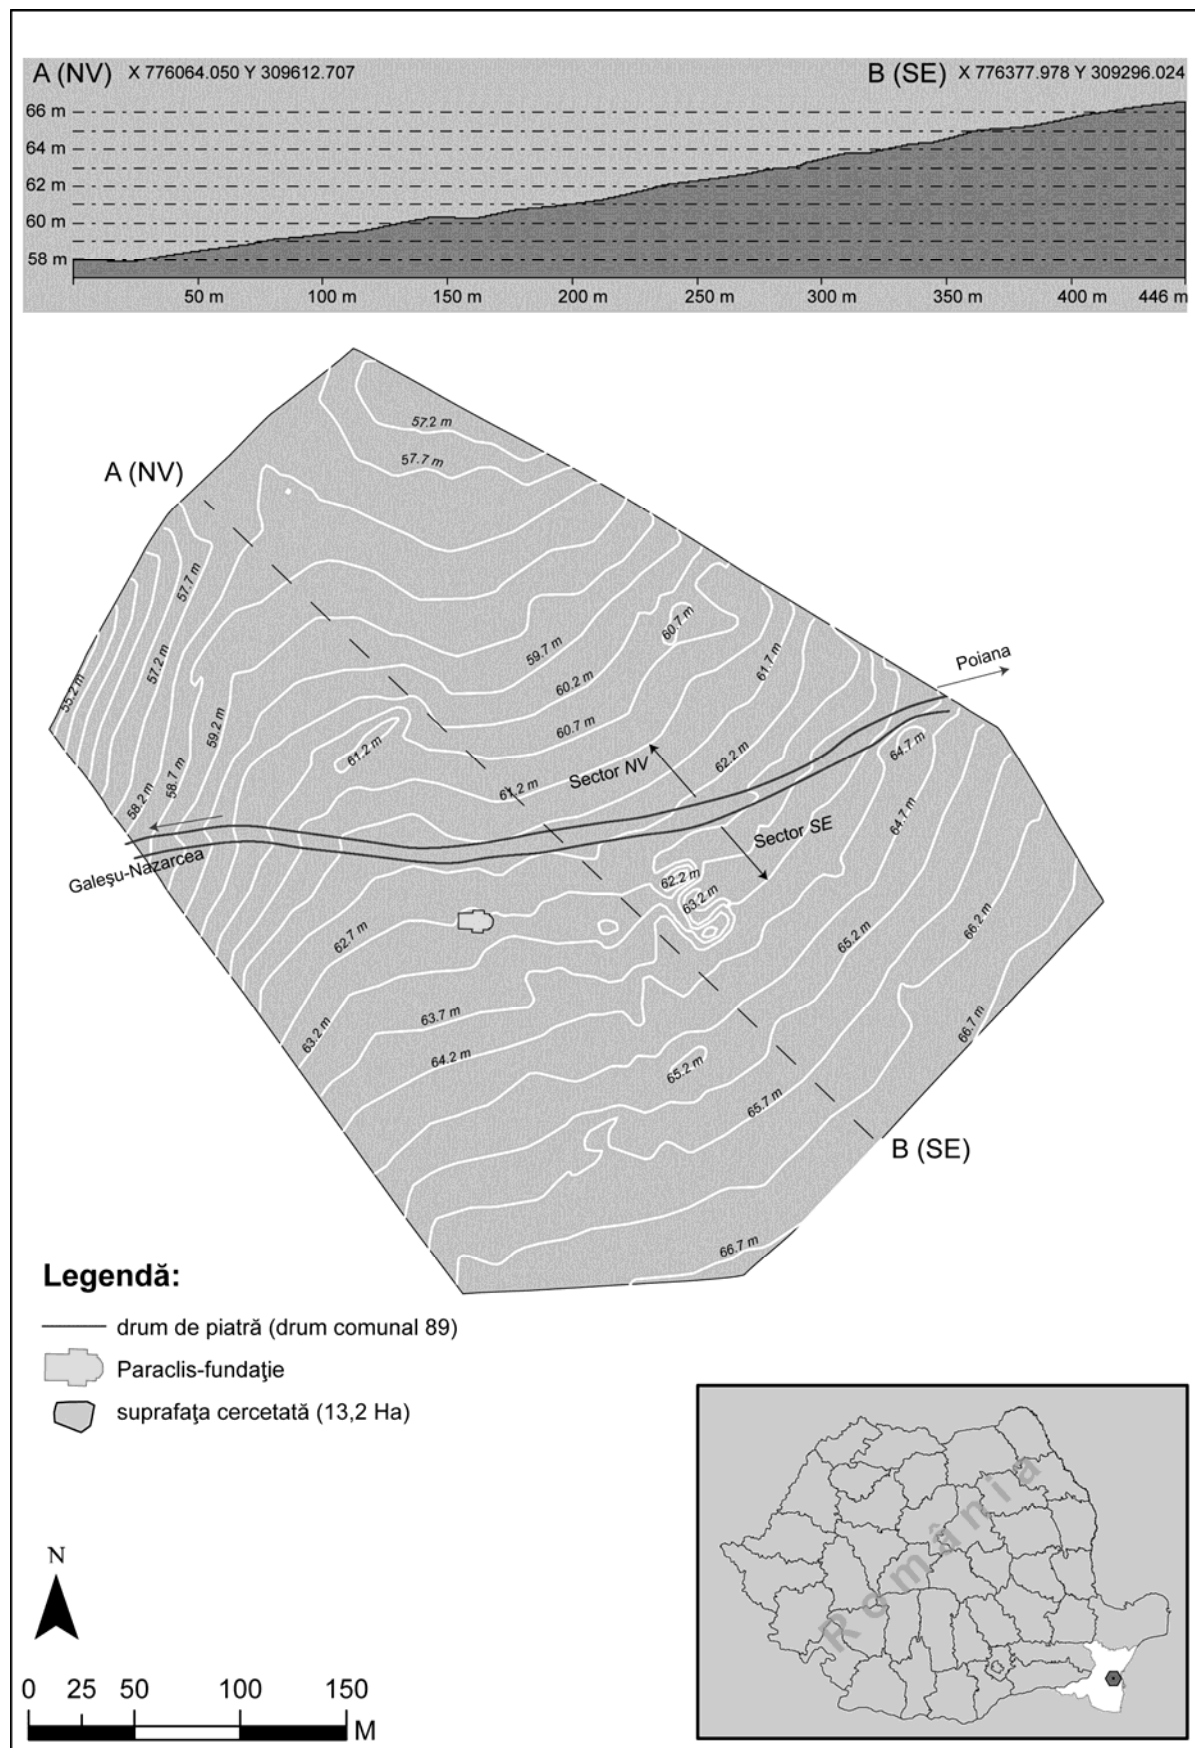 A (NV) X 776064.050 Y 309612.707
B (SE) X 776377.978 Y 309296.024
66 m
64 m
62 m
60 m
58 m
50 m 100 m 150 m 200 m 250 m 300 m 350 m 400 m 446 m
57.2 m
57.7 m
A (NV)
57.7 m
57.2 m
55.2 m
59.7 m
60.7 m
61.7 m
60.2 m
60.7 m
Poiana
59.2 m
61.2 m
58.7 m
58.2 m
61.2 m
Sector NV
62.2 m
64.7 m
64.7 m
Sector SE
Galeşu-Nazarcea
62.2 m
63.2 m
62.7 m
65.2 m
66.2 m
63.2 m
63.7 m
64.2 m
65.2 m
65.7 m
66.7 m
B (SE)
66.7 m
Legendă:
drum de piatră (drum comunal 89)
Paraclis-fundaţie
suprafaţa cercetată (13,2 Ha)
N
0 25 50 100 150
M
România